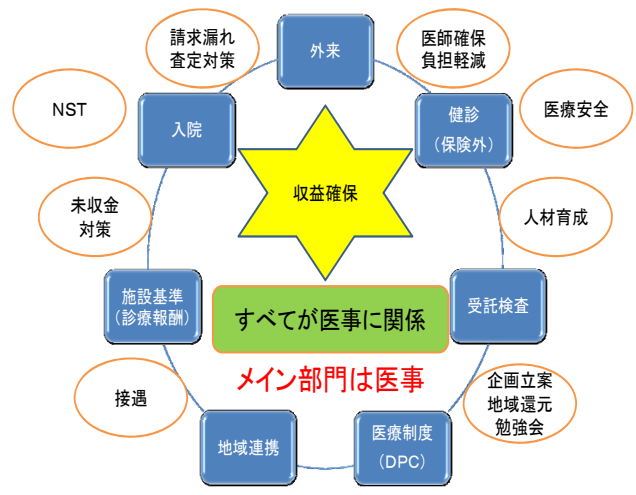 請求漏れ
査定対策
外来
医師確保
負担軽減
NST
入院
健診
（保険外）
医療安全
収益確保
未収金
対策
人材育成
施設基準
（診療報酬）
すべてが医事に関係
受託検査
メイン部門は医事
接遇
企画立案
地域還元
勉強会
地域連携
医療制度
（DPC）